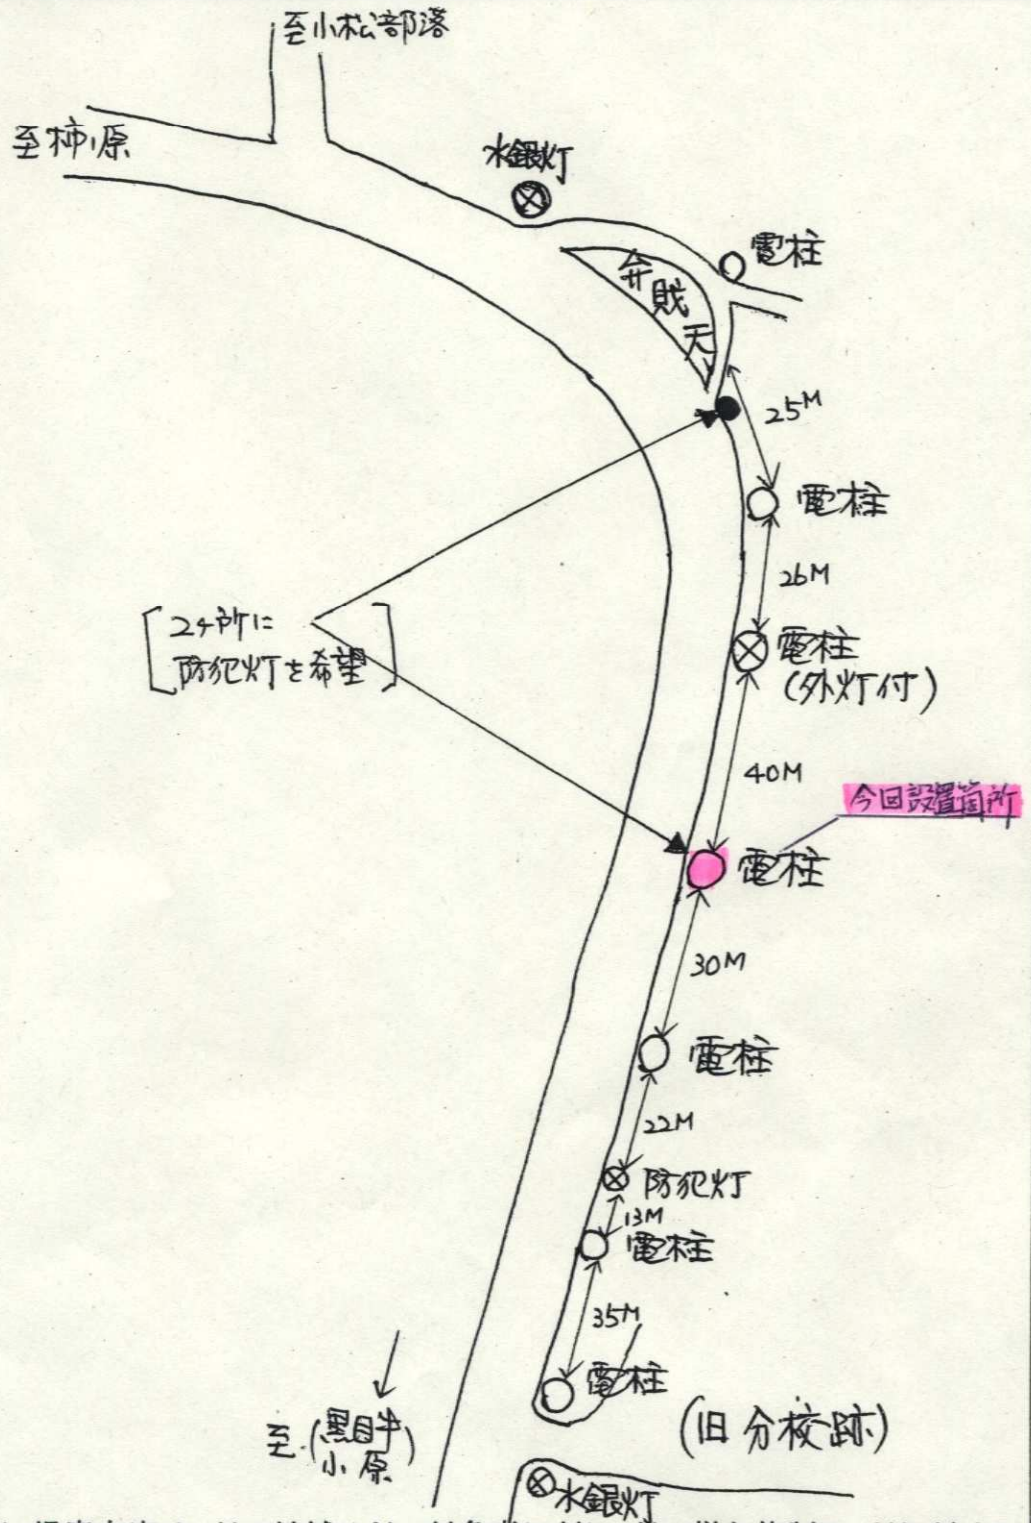 至小松部落
至柿原
水銀灯
電柱
弁財天
25M
電柱
26M
2ヶ所に
防犯灯を希望
電柱
(外灯付)
40M
今回設置箇所
電柱
30M
電柱
22M
防犯灯
13M
電柱
35M
電柱
至(黒目牛
小原)
(旧分校跡)
水銀灯